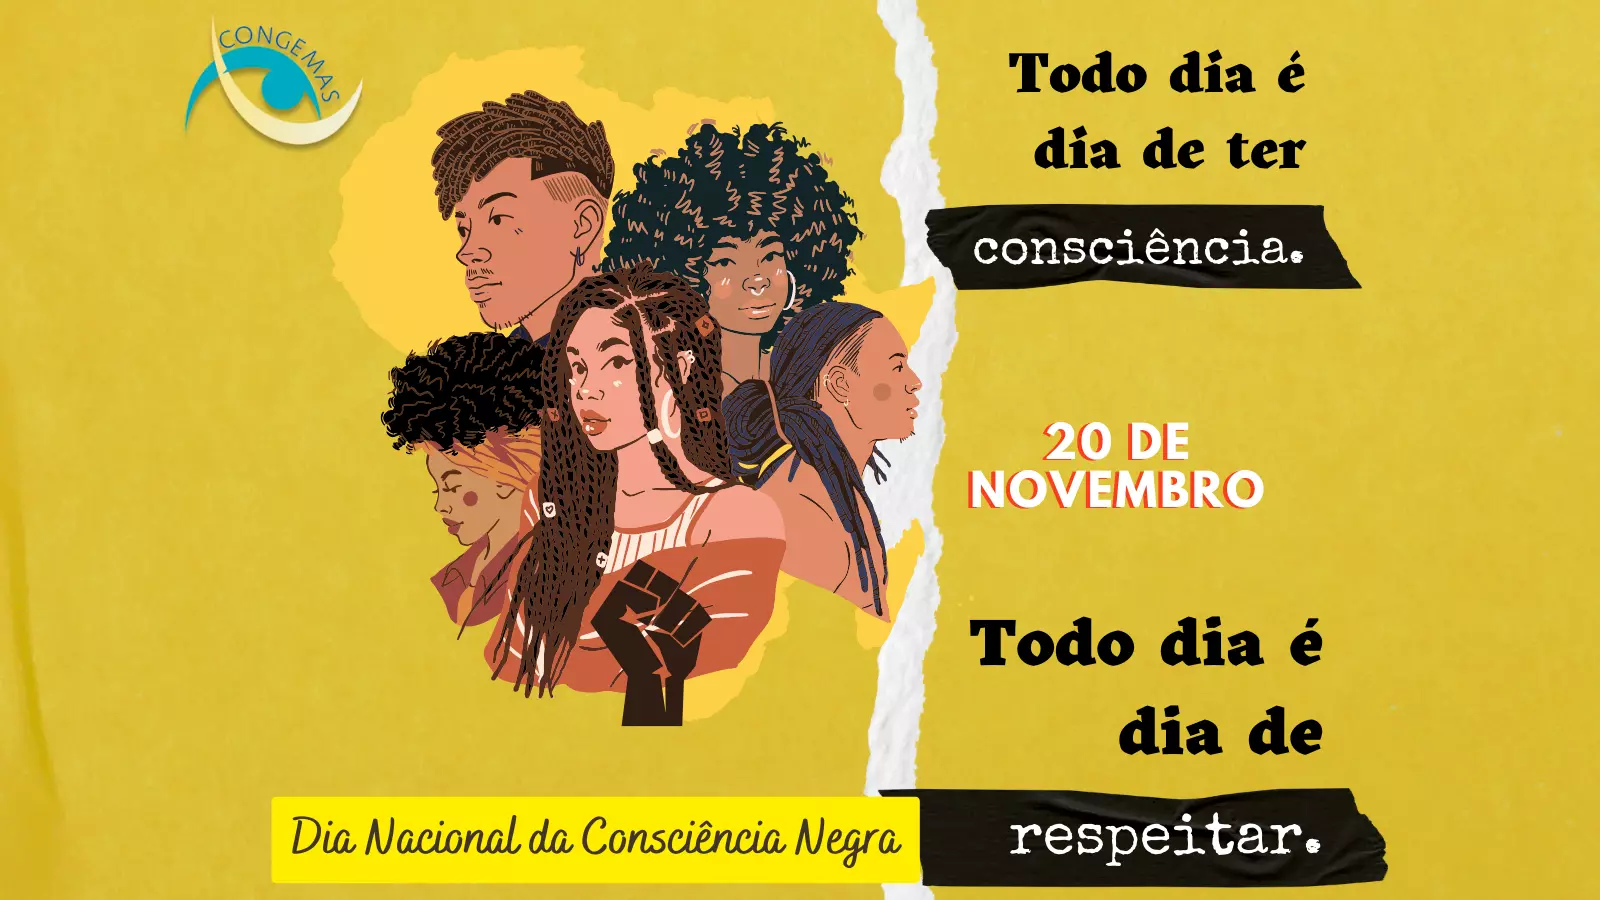 CONGEMAS
Todo dia é
dia de ter
consciência.
20 DE
NOVEMBRO
Todo dia é
dia de
respeitar.
Dia Nacional da Consciência Negra